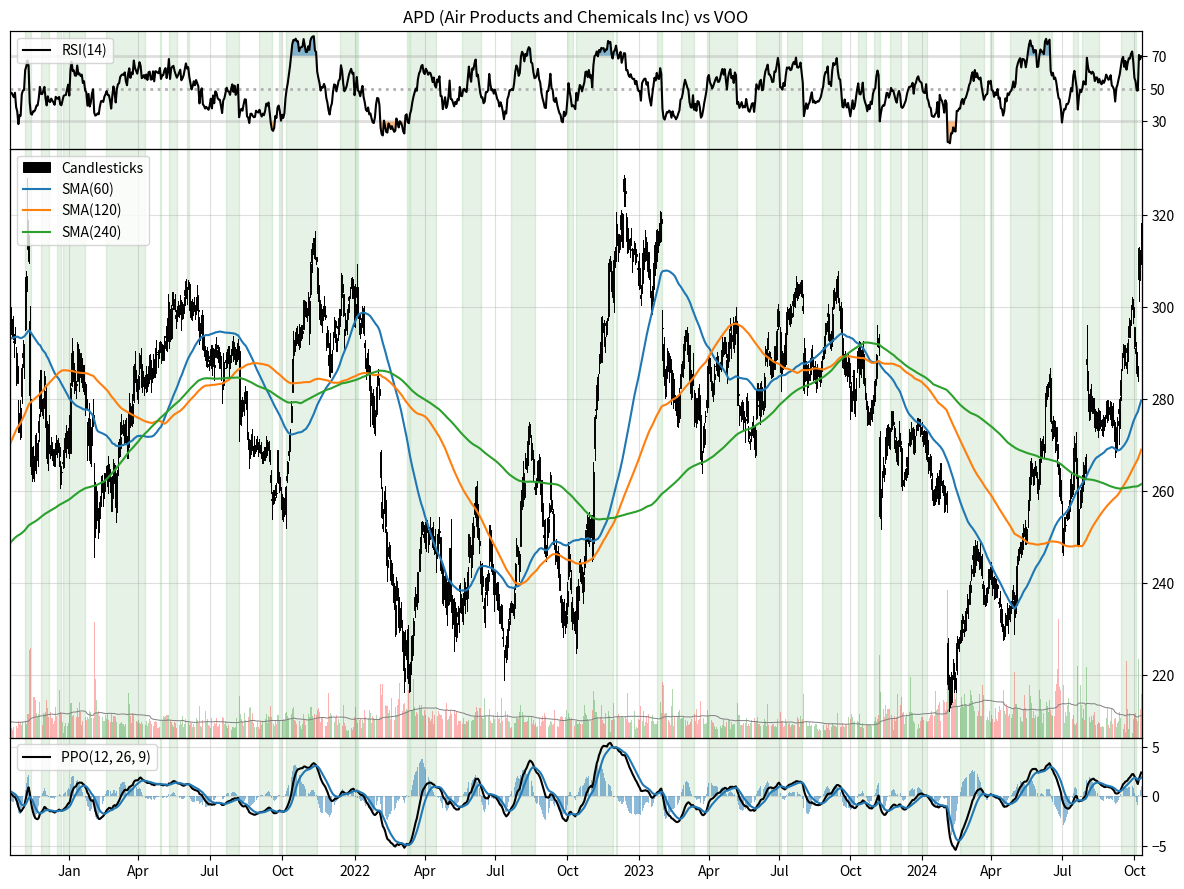 APD (Air Products and Chemicals Inc) vs VOO
RSI(14)
70
50
30
Candlesticks
SMA(60)
SMA(120)
SMA(240)
320
300
280
260
240
220
PPO(12, 26, 9)
5
0
−5
Jan Apr Jul Oct 2022 Apr Jul Oct 2023 Apr Jul Oct 2024 Apr Jul Oct